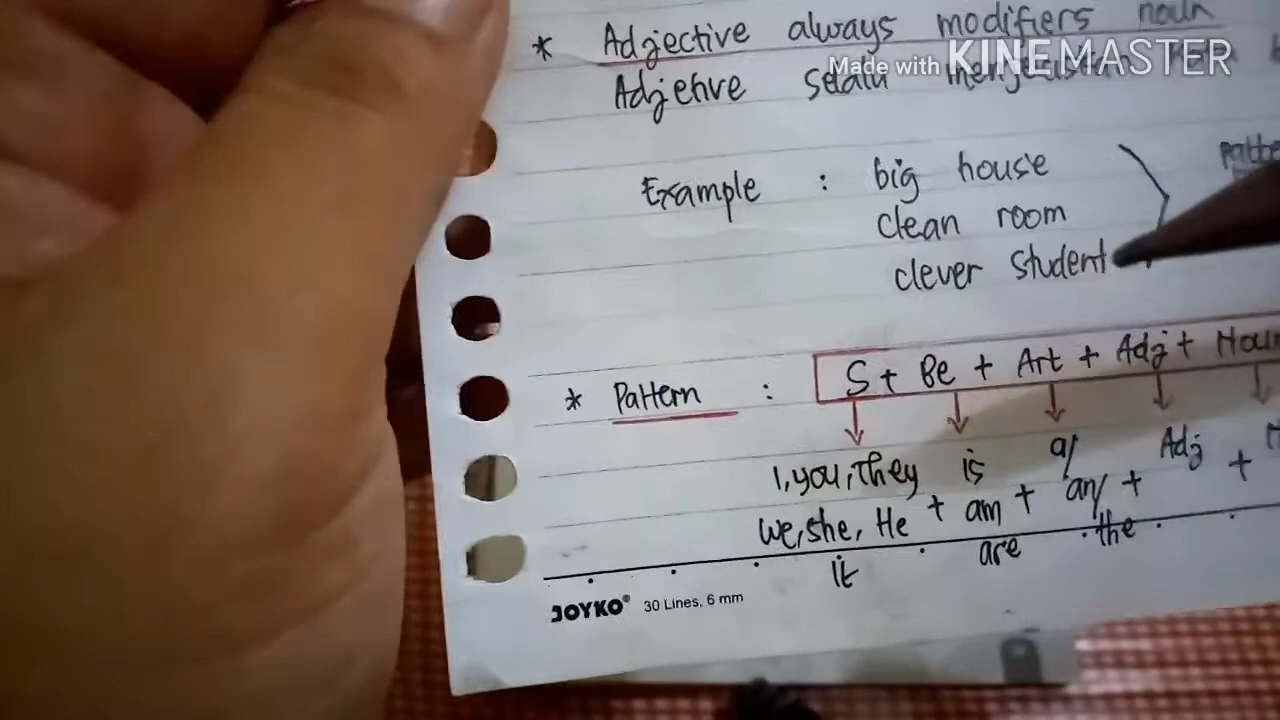 * Adjective always modifiers noun
Made with KINEMASTER
Adjetive selalu
Example : big house
clean room
clever student
* Pattern : S + Be + Art + Adj + Noun
I, you, They is a/ Adj
we, she, He + am + an/ + +
it are the
JOYKO® 30 Lines, 6 mm